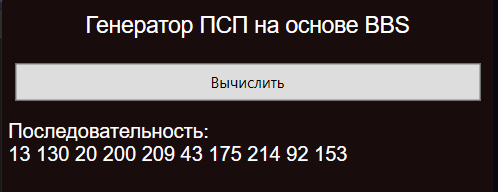 Генератор ПСП на основе BBS
Вычислить
Последовательность:
13 130 20 200 209 43 175 214 92 153